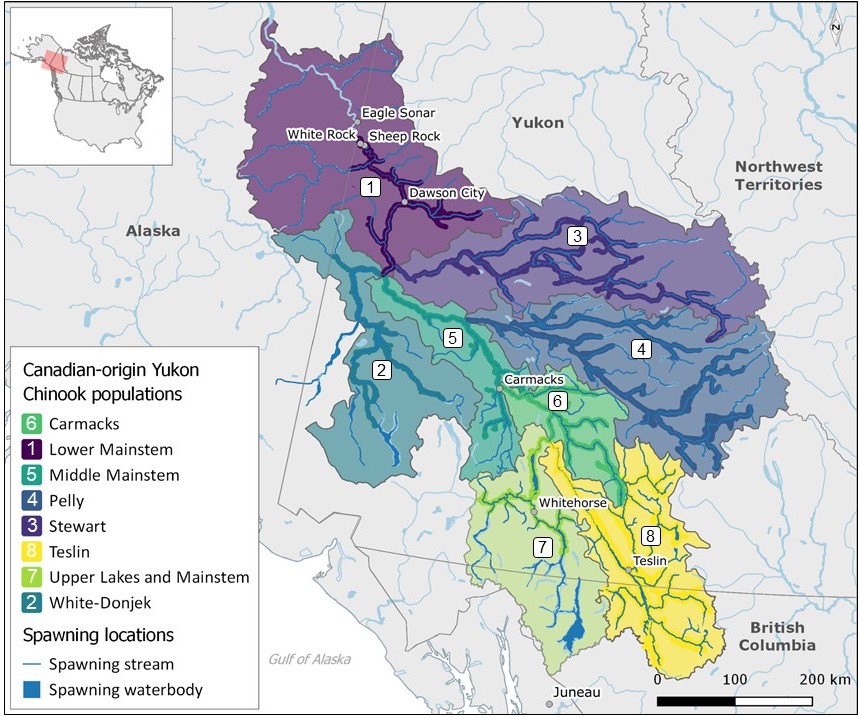 N
Eagle Sonar
White Rock
Sheep Rock
Yukon
Northwest
Territories
1
Dawson City
Alaska
3
5
4
2
Carmacks
6
Whitehorse
7
8
Teslin
British
Columbia
Gulf of Alaska
Juneau
0 100 200 km
Canadian-origin Yukon
Chinook populations
6 Carmacks
1 Lower Mainstem
5 Middle Mainstem
4 Pelly
3 Stewart
8 Teslin
7 Upper Lakes and Mainstem
2 White-Donjek
Spawning locations
Spawning stream
Spawning waterbody